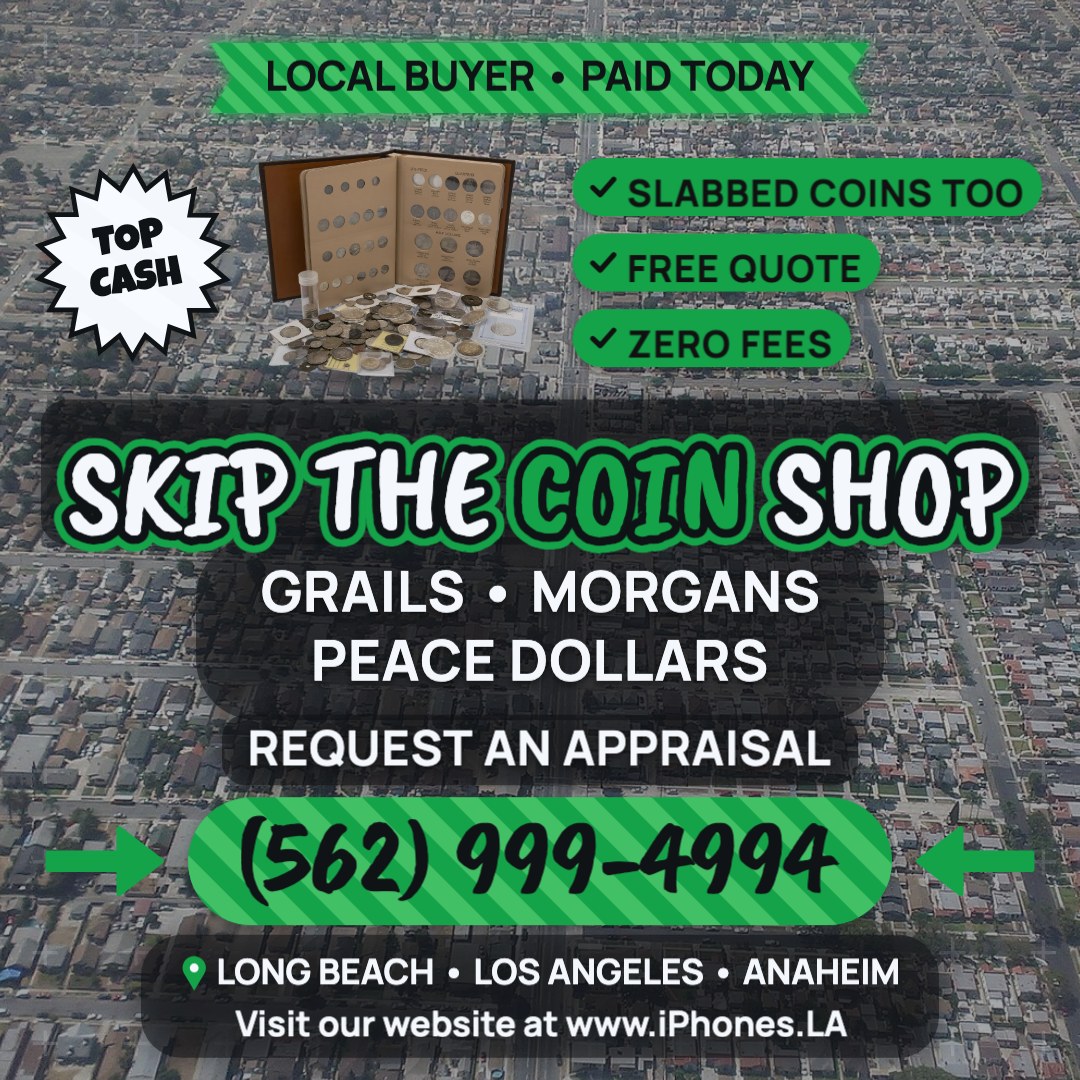 LOCAL BUYER • PAID TODAY
TOP
CASH
✓ SLABBED COINS TOO
✓ FREE QUOTE
✓ ZERO FEES
SKIP THE COIN SHOP
GRAILS • MORGANS
PEACE DOLLARS
REQUEST AN APPRAISAL
(562) 999-4994
LONG BEACH • LOS ANGELES • ANAHEIM
Visit our website at www.iPhones.LA